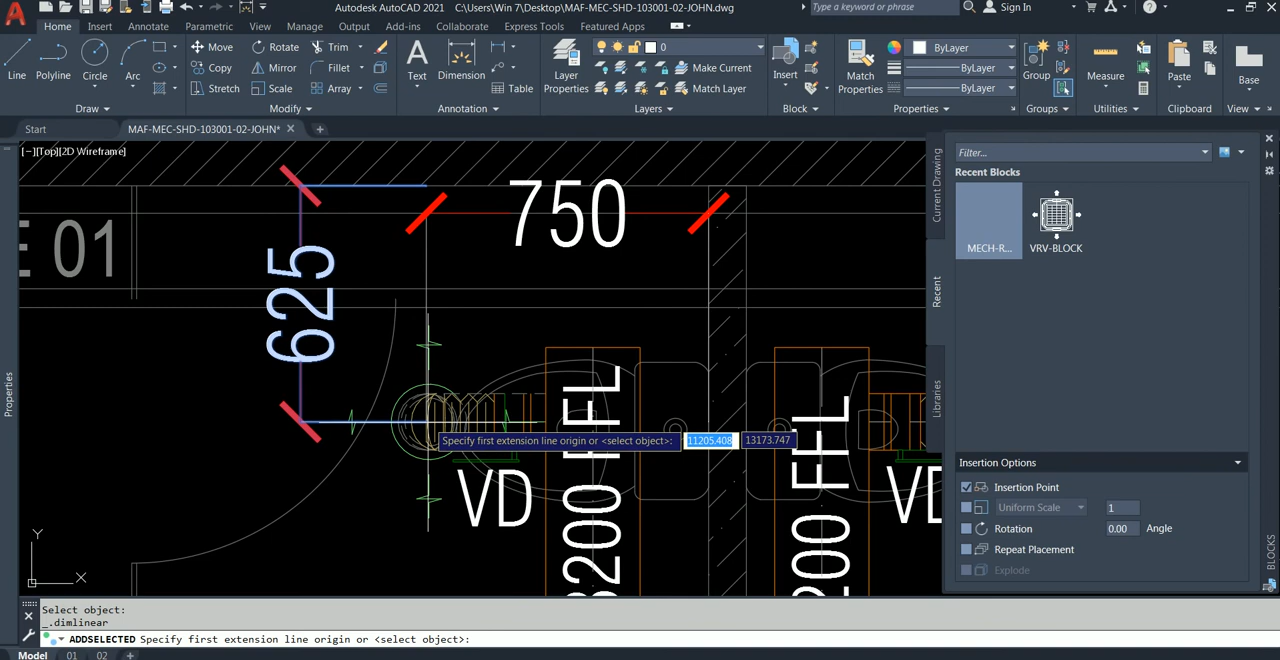 Autodesk AutoCAD 2021 C:\Users\Win 7\Desktop\MAF-MEC-SHD-103001-02-JOHN.dwg
Type a keyword or phrase
Sign In
Home Insert Annotate Parametric View Manage Output Add-ins Collaborate Express Tools Featured Apps
Line Polyline Circle Arc
Move Rotate Trim
Copy Mirror Fillet
Stretch Scale Array
Text Dimension Table
Layer Properties
0
Make Current
Match Layer
Insert
Match Properties
ByLayer
ByLayer
ByLayer
Group
Measure
Paste
Base
Draw Modify Annotation Layers Block Properties Groups Utilities Clipboard View
Start MAF-MEC-SHD-103001-02-JOHN*
[−][Top][2D Wireframe]
750
E 01
625
Specify first extension line origin or <select object>: 11205.408 13173.747
VD
3200 FFL
200 FFL
VD
Y
X
Properties
Filter...
Recent Blocks
MECH-R... VRV-BLOCK
Current Drawing
Recent
Libraries
Insertion Options
Insertion Point
Uniform Scale 1
Rotation 0.00 Angle
Repeat Placement
Explode
BLOCKS
Select object:
_.dimlinear
ADDSELECTED Specify first extension line origin or <select object>:
Model 01 02